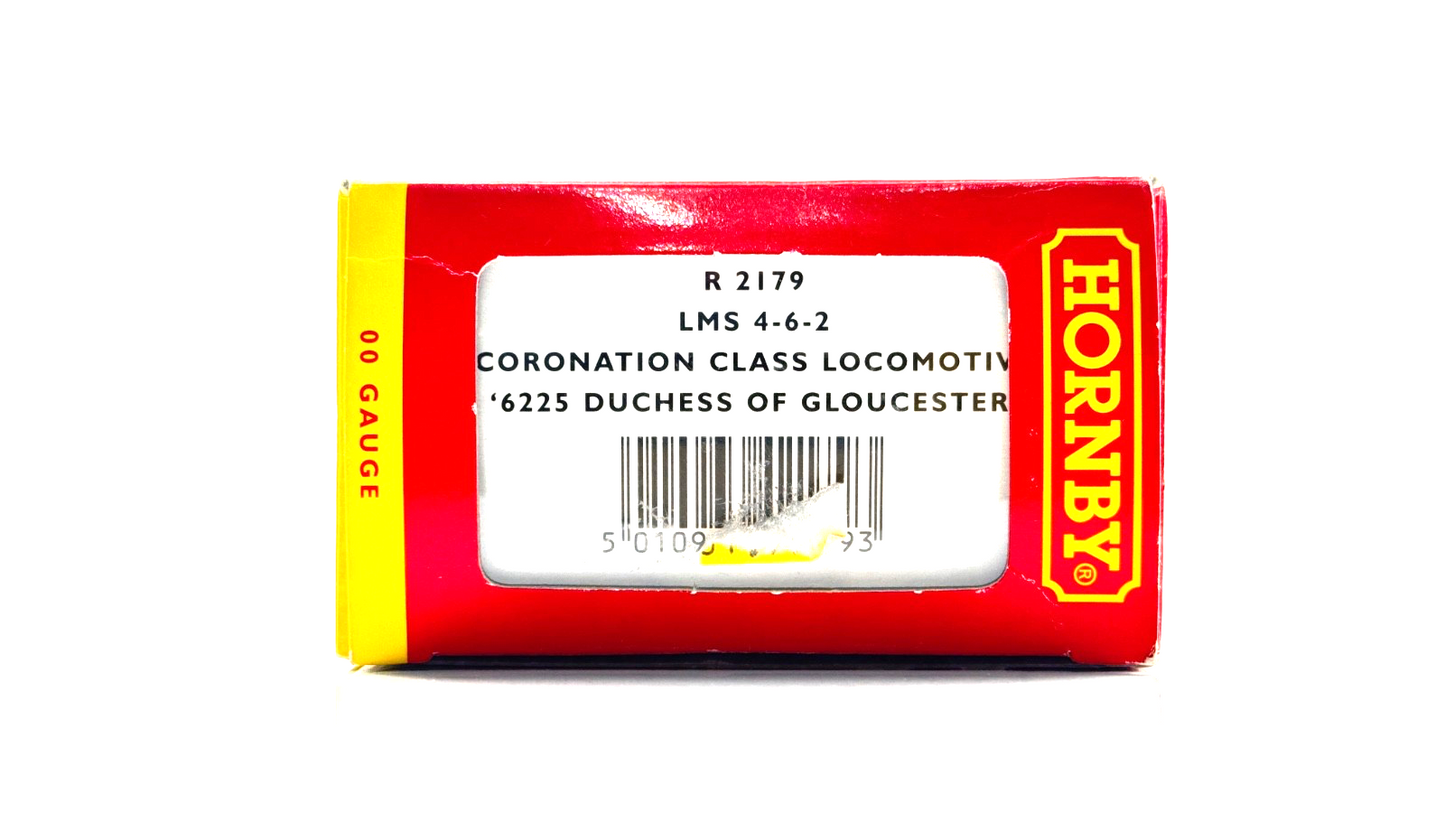 R 2179
LMS 4-6-2
CORONATION CLASS LOCOMOTIV
‘6225 DUCHESS OF GLOUCESTER
00 GAUGE
HORNBY®